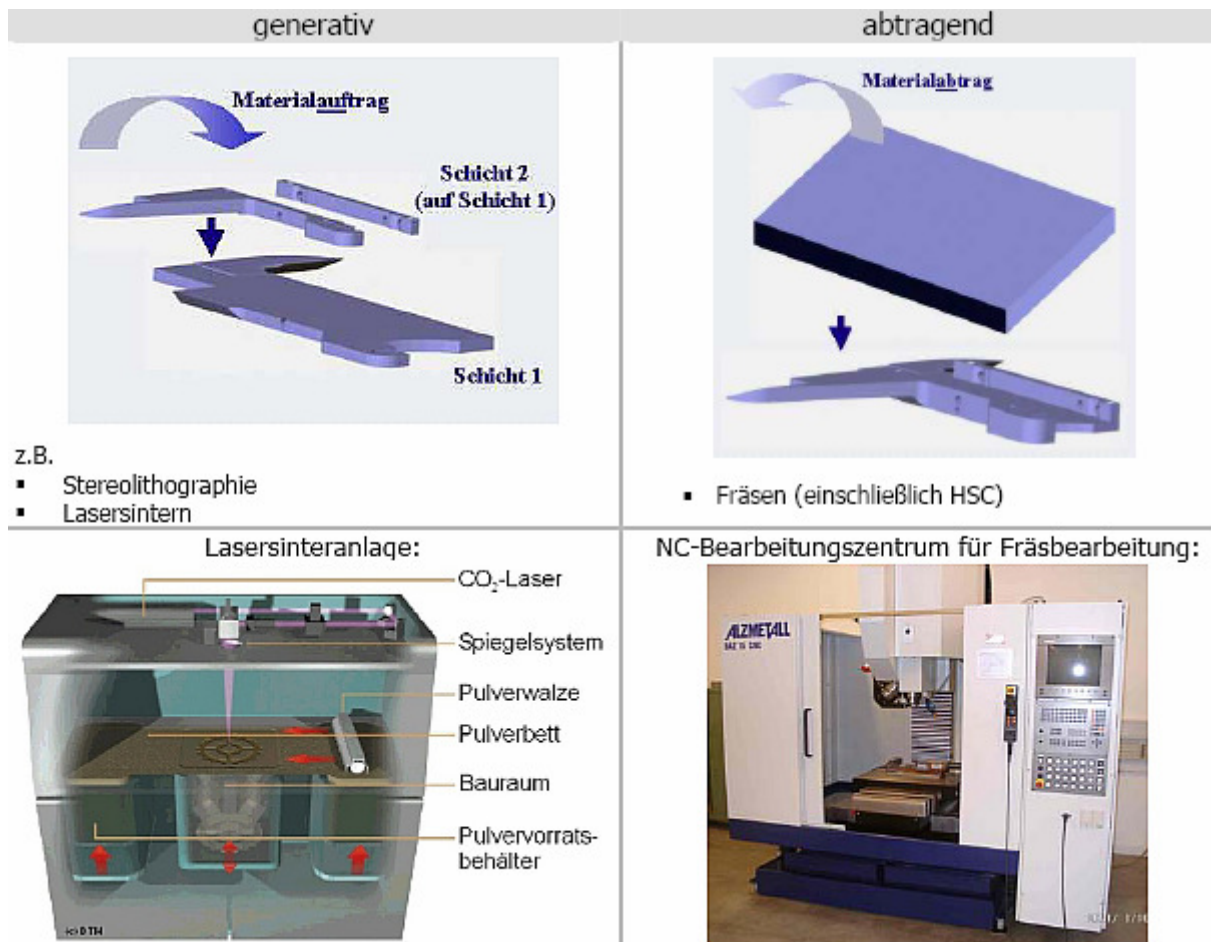 generativ
abtragend
Materialauftrag
Schicht 2
(auf Schicht 1)
Schicht 1
z.B.
▪ Stereolithographie
▪ Lasersintern
Materialabtrag
▪ Fräsen (einschließlich HSC)
Lasersinteranlage:
CO₂-Laser
Spiegelsystem
Pulverwalze
Pulverbett
Bauraum
Pulvervorrats-
behälter
(c) DTM
NC-Bearbeitungszentrum für Fräsbearbeitung:
ALZMETALL